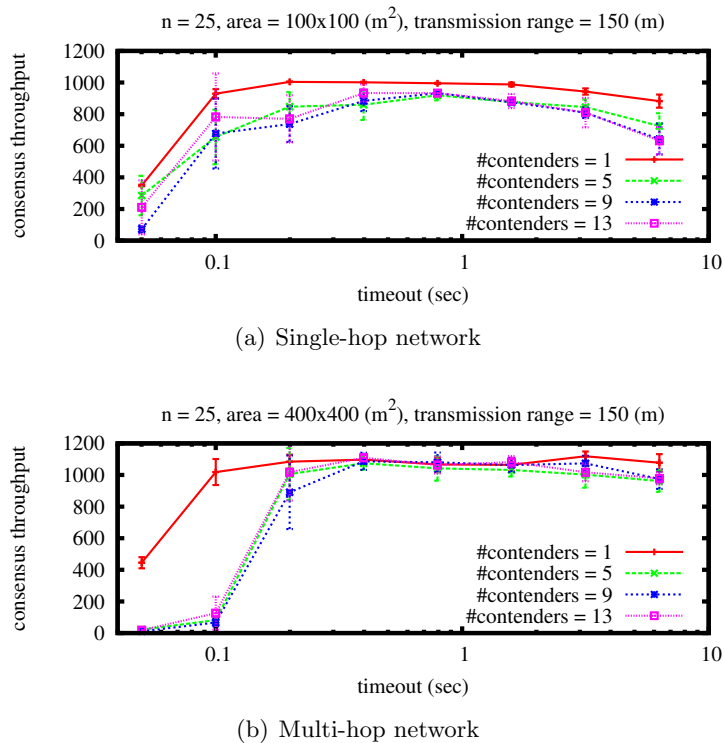 n = 25, area = 100x100 (m²), transmission range = 150 (m)
consensus throughput
1200
1000
800
600
400
200
0
#contenders = 1
#contenders = 5
#contenders = 9
#contenders = 13
0.1 1 10
timeout (sec)
(a) Single-hop network
n = 25, area = 400x400 (m²), transmission range = 150 (m)
consensus throughput
1200
1000
800
600
400
200
0
#contenders = 1
#contenders = 5
#contenders = 9
#contenders = 13
0.1 1 10
timeout (sec)
(b) Multi-hop network